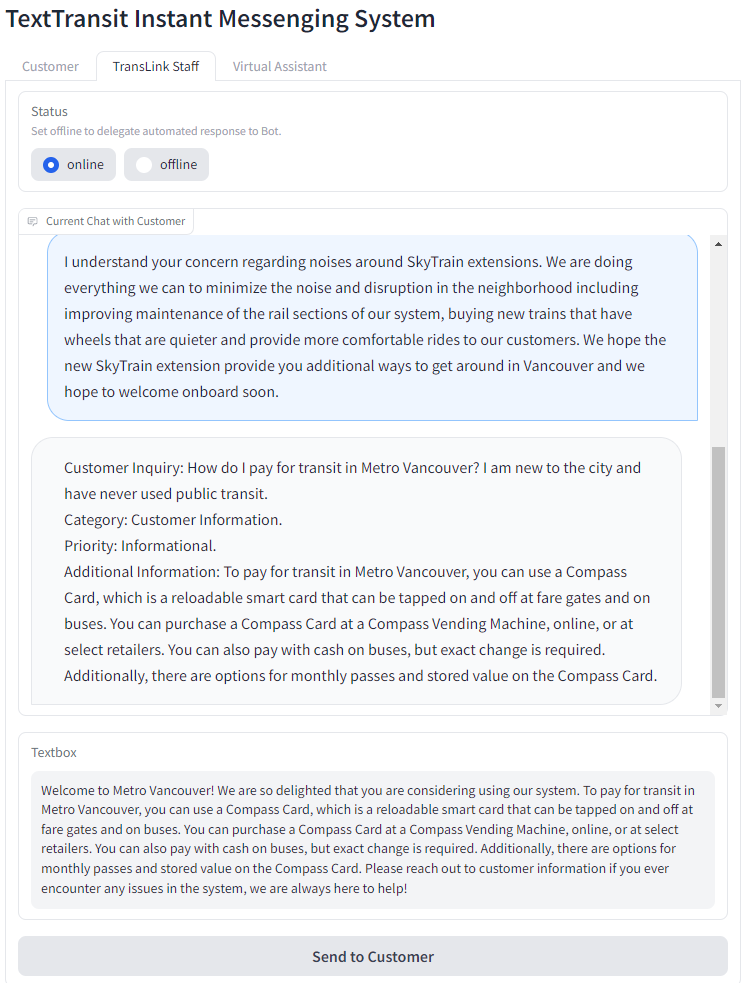 TextTransit Instant Messenging System
Customer
TransLink Staff
Virtual Assistant
Status
Set offline to delegate automated response to Bot.
online
offline
Current Chat with Customer
I understand your concern regarding noises around SkyTrain extensions. We are doing
everything we can to minimize the noise and disruption in the neighborhood including
improving maintenance of the rail sections of our system, buying new trains that have
wheels that are quieter and provide more comfortable rides to our customers. We hope the
new SkyTrain extension provide you additional ways to get around in Vancouver and we
hope to welcome onboard soon.
Customer Inquiry: How do I pay for transit in Metro Vancouver? I am new to the city and
have never used public transit.
Category: Customer Information.
Priority: Informational.
Additional Information: To pay for transit in Metro Vancouver, you can use a Compass
Card, which is a reloadable smart card that can be tapped on and off at fare gates and on
buses. You can purchase a Compass Card at a Compass Vending Machine, online, or at
select retailers. You can also pay with cash on buses, but exact change is required.
Additionally, there are options for monthly passes and stored value on the Compass Card.
Textbox
Welcome to Metro Vancouver! We are so delighted that you are considering using our system. To pay for transit in
Metro Vancouver, you can use a Compass Card, which is a reloadable smart card that can be tapped on and off at
fare gates and on buses. You can purchase a Compass Card at a Compass Vending Machine, online, or at select
retailers. You can also pay with cash on buses, but exact change is required. Additionally, there are options for
monthly passes and stored value on the Compass Card. Please reach out to customer information if you ever
encounter any issues in the system, we are always here to help!
Send to Customer